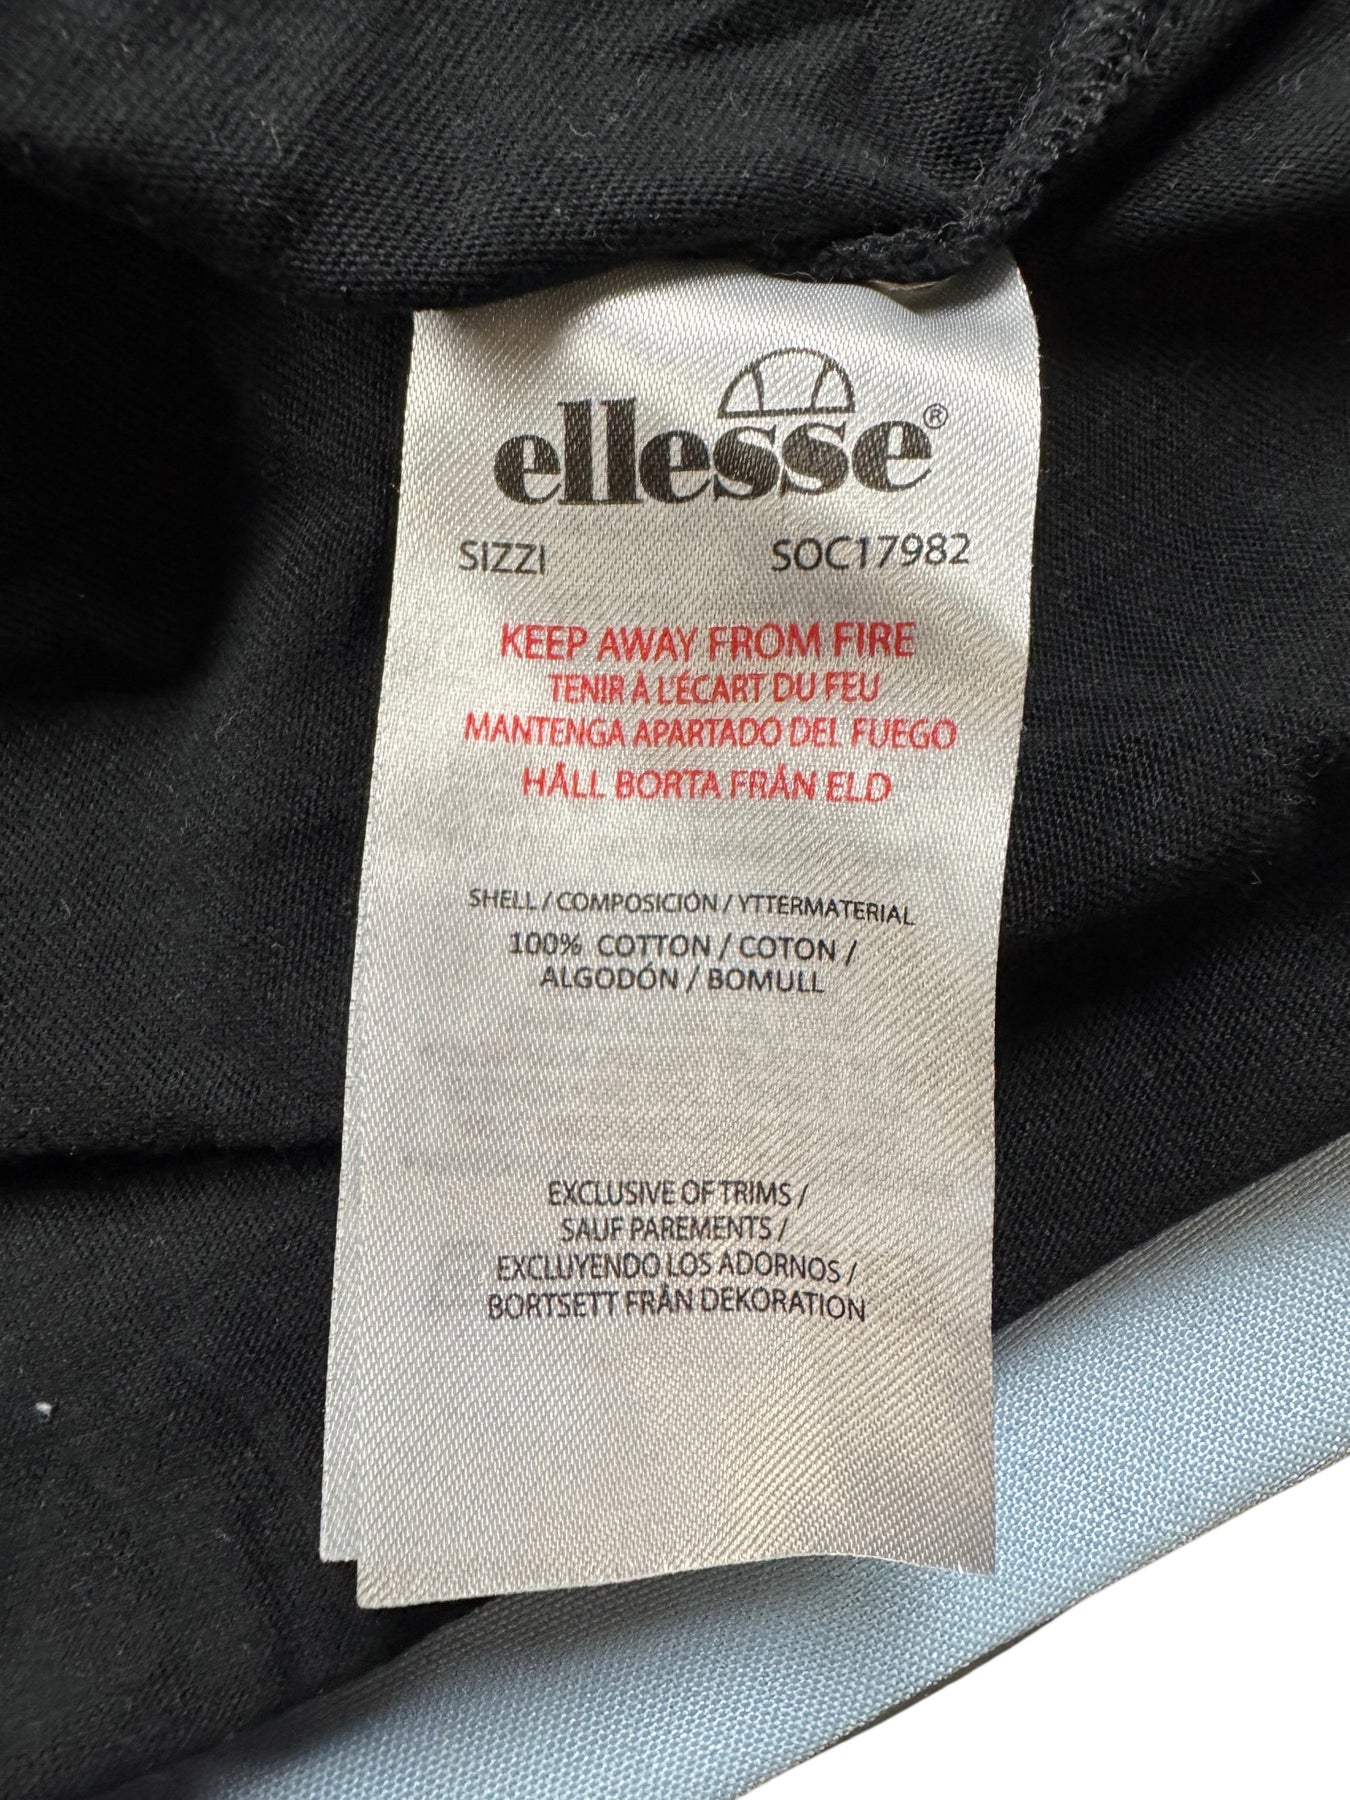 ellesse®
SIZZI SOC17982
KEEP AWAY FROM FIRE
TENIR À L'ÉCART DU FEU
MANTENGA APARTADO DEL FUEGO
HÅLL BORTA FRÅN ELD
SHELL / COMPOSICIÓN / YTTERMATERIAL
100% COTTON / COTON /
ALGODÓN / BOMULL
EXCLUSIVE OF TRIMS /
SAUF PAREMENTS /
EXCLUYENDO LOS ADORNOS /
BORTSETT FRÅN DEKORATION